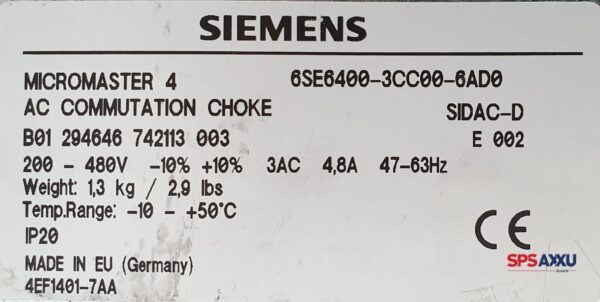 SIEMENS
MICROMASTER 4 6SE6400-3CC00-6AD0
AC COMMUTATION CHOKE SIDAC-D
B01 294646 742113 003 E 002
200 - 480V -10% +10% 3AC 4,8A 47-63Hz
Weight: 1,3 kg / 2,9 lbs
Temp.Range: -10 - +50°C
IP20
CE
SPS AXXU
MADE IN EU (Germany)
4EF1401-7AA